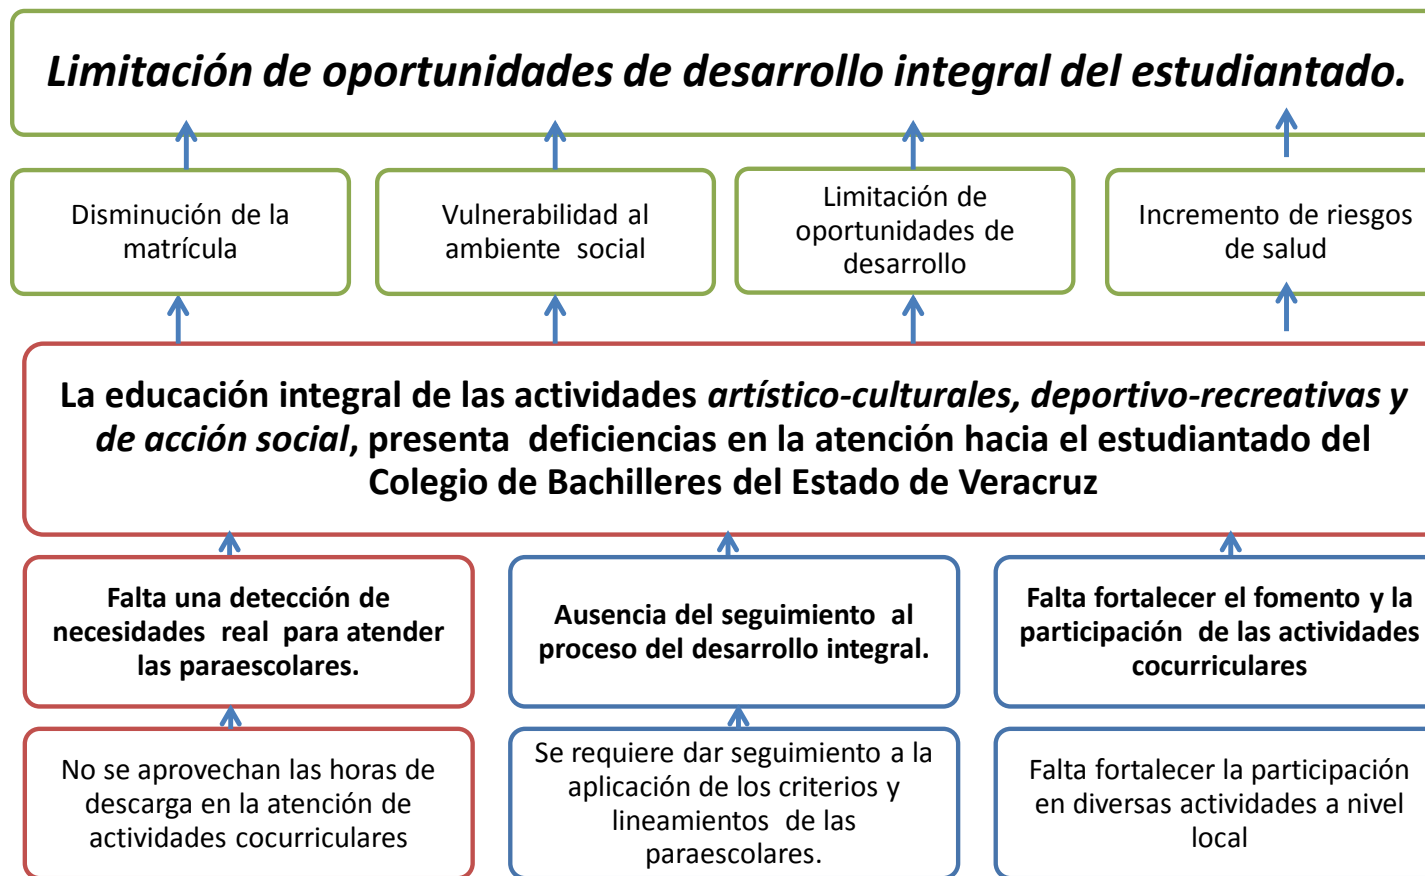 Limitación de oportunidades de desarrollo integral del estudiantado.
Disminución de la
matrícula
Vulnerabilidad al
ambiente social
Limitación de
oportunidades de
desarrollo
Incremento de riesgos
de salud
La educación integral de las actividades artístico-culturales, deportivo-recreativas y
de acción social, presenta deficiencias en la atención hacia el estudiantado del
Colegio de Bachilleres del Estado de Veracruz
Falta una detección de
necesidades real para atender
las paraescolares.
Ausencia del seguimiento al
proceso del desarrollo integral.
Falta fortalecer el fomento y la
participación de las actividades
cocurriculares
No se aprovechan las horas de
descarga en la atención de
actividades cocurriculares
Se requiere dar seguimiento a la
aplicación de los criterios y
lineamientos de las
paraescolares.
Falta fortalecer la participación
en diversas actividades a nivel
local